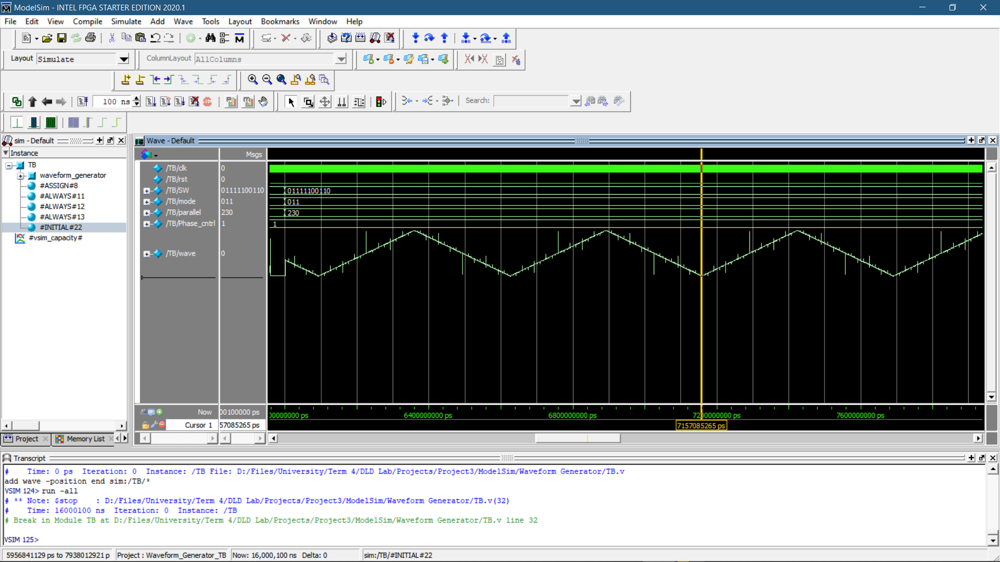 ModelSim - INTEL FPGA STARTER EDITION 2020.1
File Edit View Compile Simulate Add Wave Tools Layout Bookmarks Window Help
Layout Simulate ColumnLayout AllColumns
100 ns Search:
sim - Default
Instance
TB
waveform_generator
#ASSIGN#8
#ALWAYS#11
#ALWAYS#12
#ALWAYS#13
#INITIAL#22
#vsim_capacity#
Project Memory List
Wave - Default
Msgs
/TB/clk 0
/TB/rst 0
/TB/SW 01111100110 01111100110
/TB/mode 011 011
/TB/parallel 230 230
/TB/Phase_cntrl 1 1
/TB/wave 0
Now 00100000 ps 00000000 ps 6400000000 ps 6800000000 ps 7200000000 ps 7600000000 ps
Cursor 1 57085265 ps 7157085265 ps
Transcript
# Time: 0 ps Iteration: 0 Instance: /TB File: D:/Files/University/Term 4/DLD Lab/Projects/Project3/ModelSim/Waveform Generator/TB.v
add wave -position end sim:/TB/*
VSIM 124> run -all
# ** Note: $stop : D:/Files/University/Term 4/DLD Lab/Projects/Project3/ModelSim/Waveform Generator/TB.v(32)
# Time: 16000100 ns Iteration: 0 Instance: /TB
# Break in Module TB at D:/Files/University/Term 4/DLD Lab/Projects/Project3/ModelSim/Waveform Generator/TB.v line 32
VSIM 125>
5956841129 ps to 7938012921 p Project : Waveform_Generator_TB Now: 16,000,100 ns Delta: 0 sim:/TB/#INITIAL#22